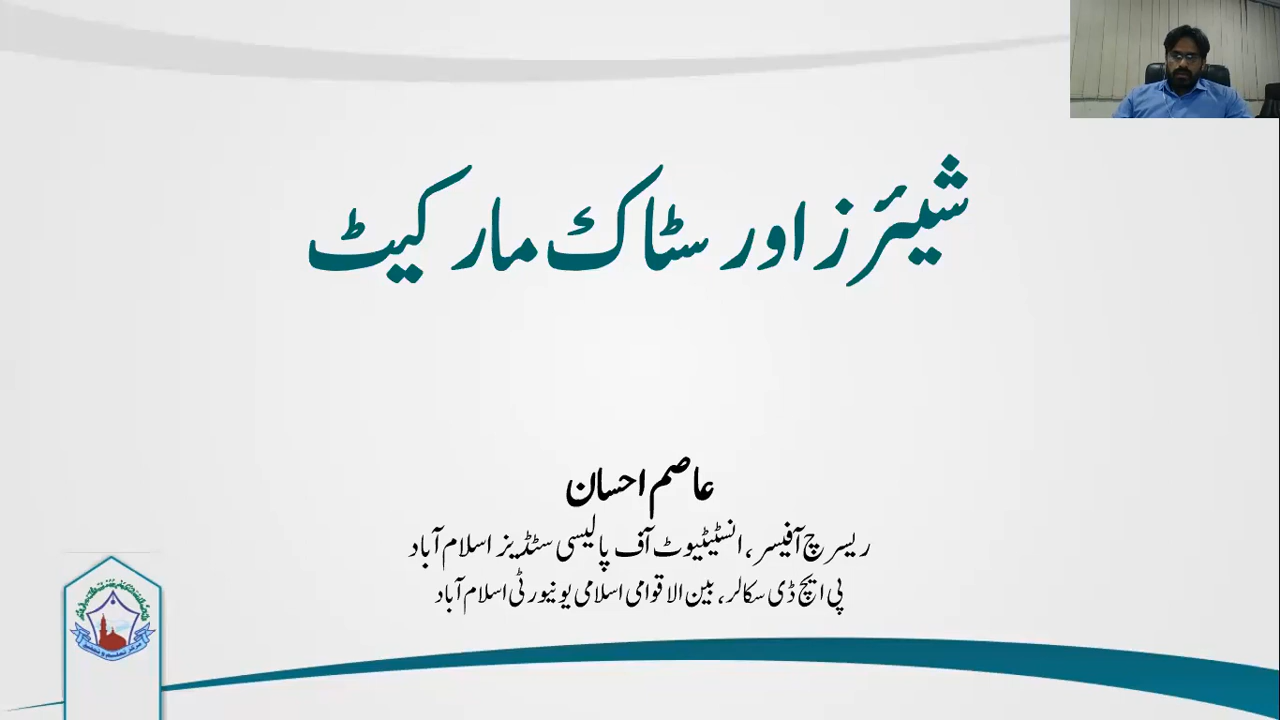 شیئرز اور سٹاک مارکیٹ
عاصم احسان
ریسرچ آفیسر، انسٹیٹیوٹ آف پالیسی سٹڈیز اسلام آباد
پی ایچ ڈی سکالر، بین الاقوامی اسلامی یونیورٹی اسلام آباد